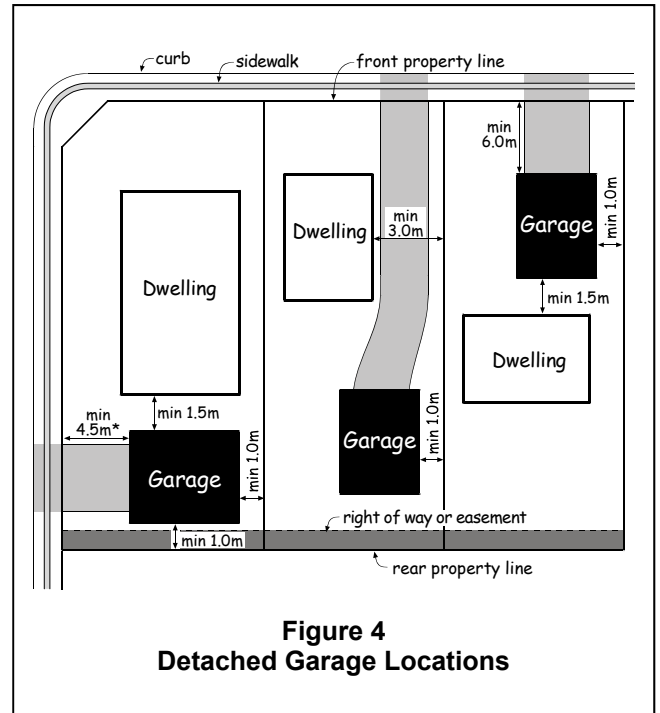 curb
sidewalk
front property line
min
6.0m
min 1.0m
Garage
min 1.5m
Dwelling
Dwelling
min
3.0m
min 1.0m
Garage
Dwelling
min 1.5m
min
4.5m*
min 1.0m
Garage
min 1.0m
right of way or easement
rear property line
Figure 4
Detached Garage Locations